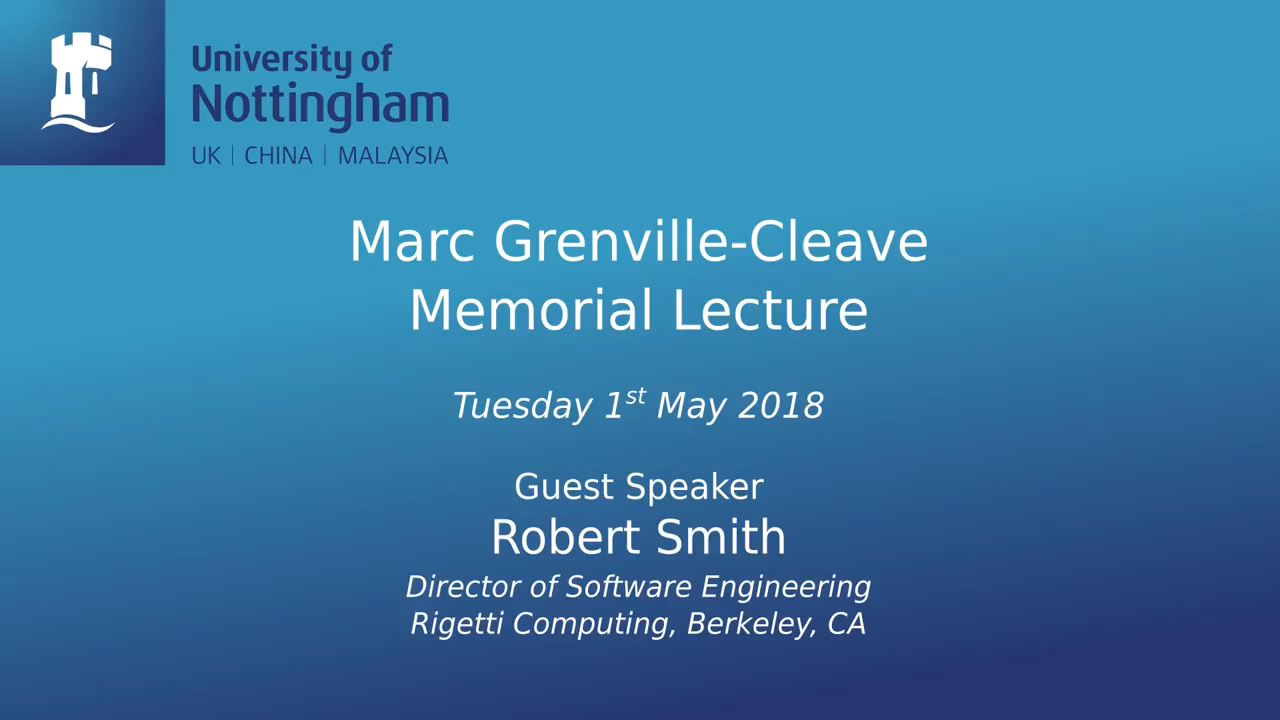 University of
Nottingham
UK | CHINA | MALAYSIA
Marc Grenville-Cleave
Memorial Lecture
Tuesday 1st May 2018
Guest Speaker
Robert Smith
Director of Software Engineering
Rigetti Computing, Berkeley, CA